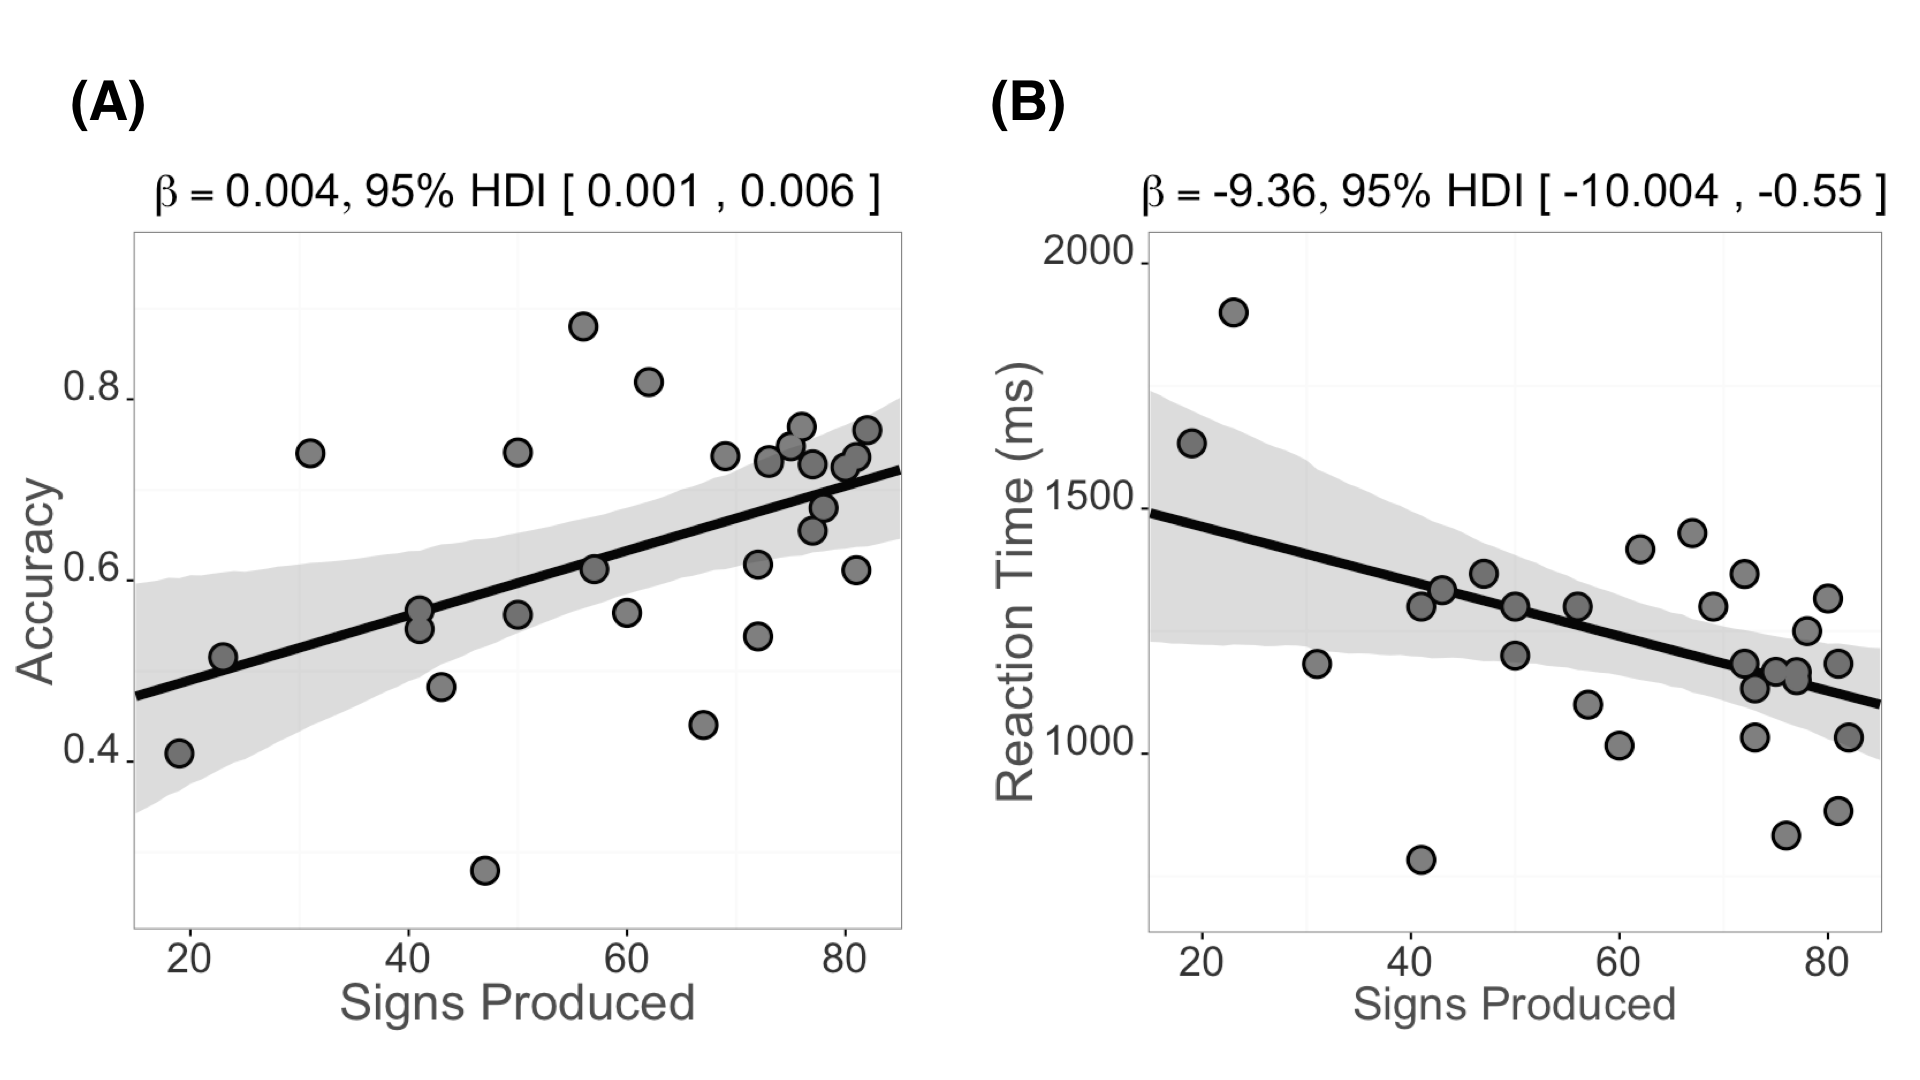 (A)
β = 0.004, 95% HDI [ 0.001 , 0.006 ]
Accuracy
0.8
0.6
0.4
20 40 60 80
Signs Produced
(B)
β = -9.36, 95% HDI [ -10.004 , -0.55 ]
Reaction Time (ms)
2000
1500
1000
20 40 60 80
Signs Produced